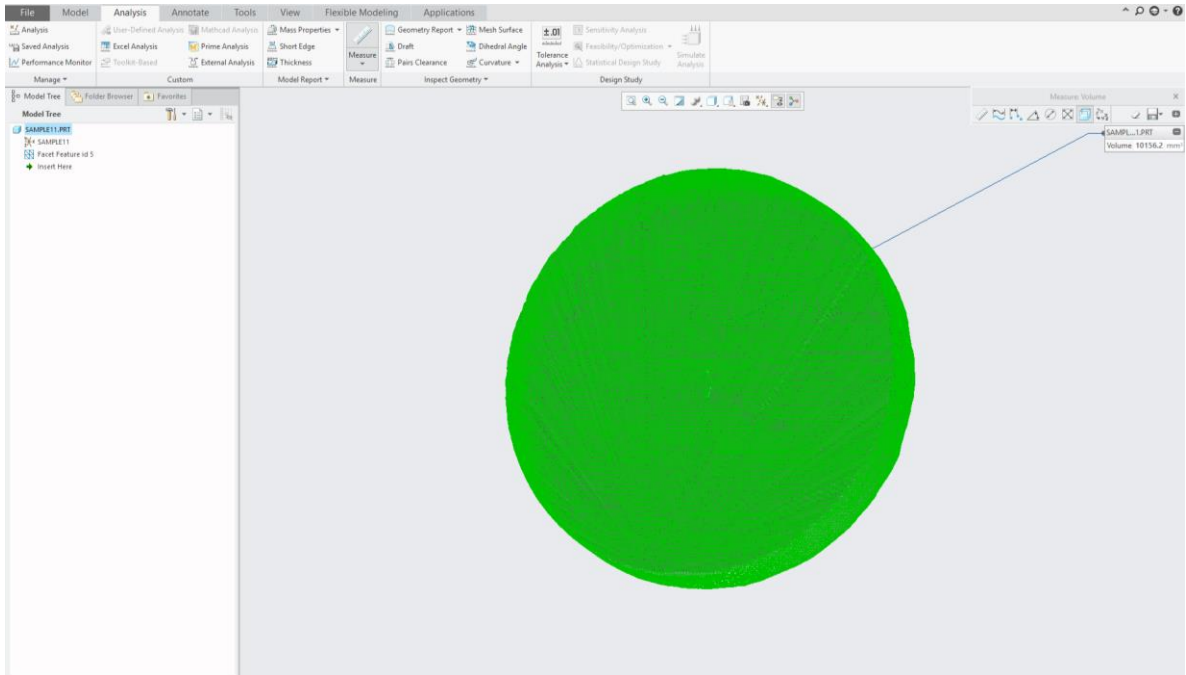 File Model Analysis Annotate Tools View Flexible Modeling Applications
Analysis User-Defined Analysis Mathcad Analysis Mass Properties Geometry Report Mesh Surface ±.01 Sensitivity Analysis
Saved Analysis Excel Analysis Prime Analysis Short Edge Measure Draft Dihedral Angle Tolerance Analysis Feasibility/Optimization Simulate Analysis
Performance Monitor Toolkit-Based External Analysis Thickness Pairs Clearance Curvature Statistical Design Study
Manage Custom Model Report Measure Inspect Geometry Design Study
Model Tree Folder Browser Favorites
Measure: Volume
Model Tree
SAMPLE11.PRT
SAMPLE11
Facet Feature id 5
Insert Here
SAMPL...1.PRT
Volume 10156.2 mm³